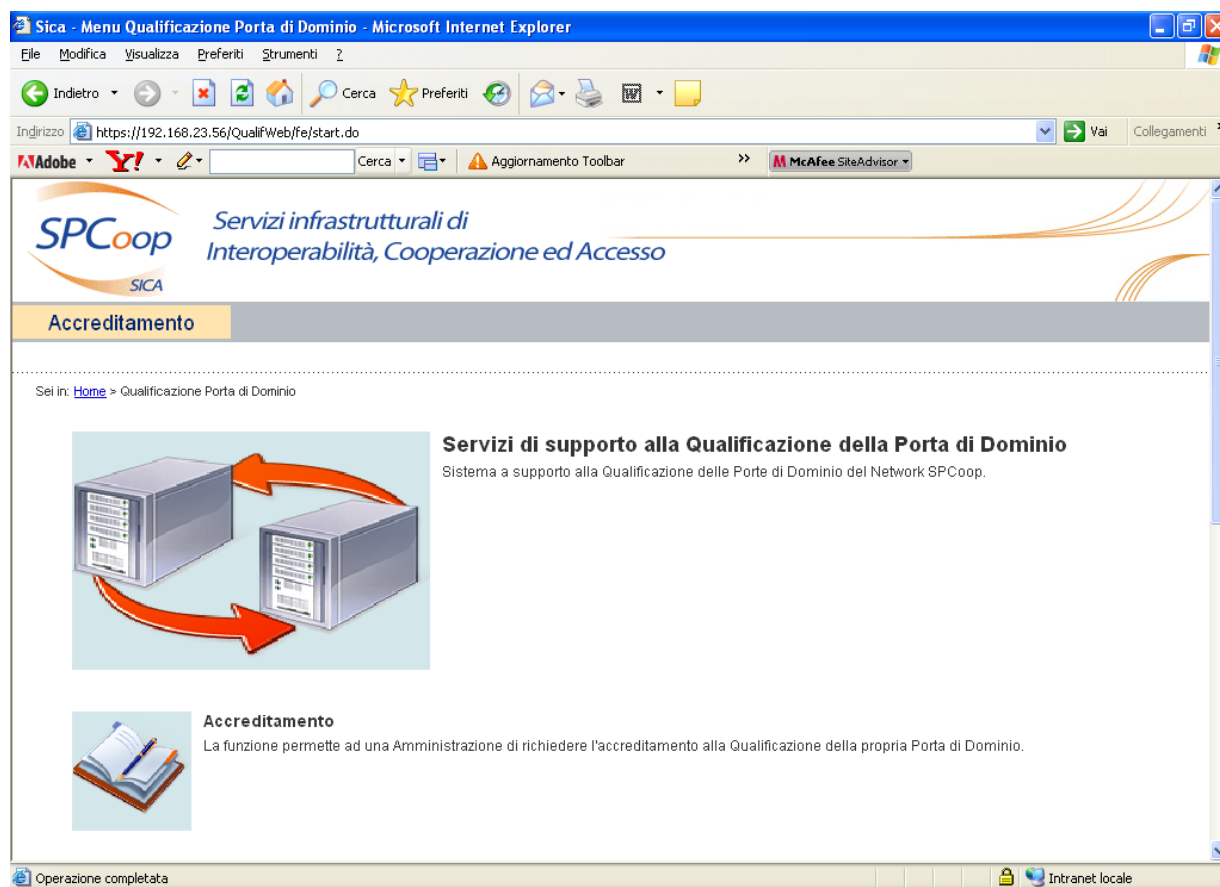 Sica - Menu Qualificazione Porta di Dominio - Microsoft Internet Explorer
File Modifica Visualizza Preferiti Strumenti ?
Indietro Cerca Preferiti
Indirizzo https://192.168.23.56/QualifWeb/fe/start.do Vai Collegamenti
Adobe Y! Cerca Aggiornamento Toolbar >> McAfee SiteAdvisor
SPCoop
SICA
Servizi infrastrutturali di
Interoperabilità, Cooperazione ed Accesso
Accreditamento
Sei in: Home > Qualificazione Porta di Dominio
Servizi di supporto alla Qualificazione della Porta di Dominio
Sistema a supporto alla Qualificazione delle Porte di Dominio del Network SPCoop.
Accreditamento
La funzione permette ad una Amministrazione di richiedere l'accreditamento alla Qualificazione della propria Porta di Dominio.
Operazione completata Intranet locale